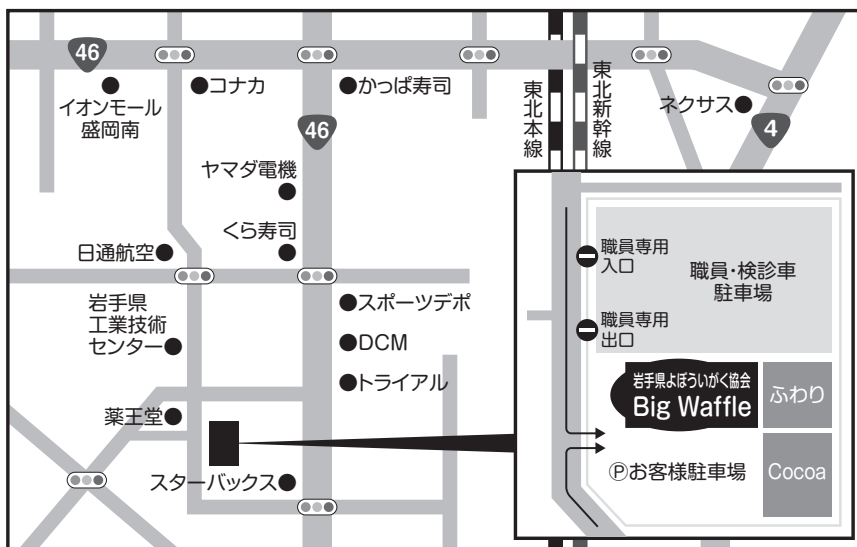 46
イオンモール
盛岡南
コナカ
かっぱ寿司
46
東北本線
東北新幹線
ネクサス
4
ヤマダ電機
くら寿司
日通航空
岩手県
工業技術
センター
スポーツデポ
DCM
トライアル
薬王堂
スターバックス
職員専用
入口
職員・検診車
駐車場
職員専用
出口
岩手県よぼういがく協会
Big Waffle
ふわり
Ⓟお客様駐車場
Cocoa